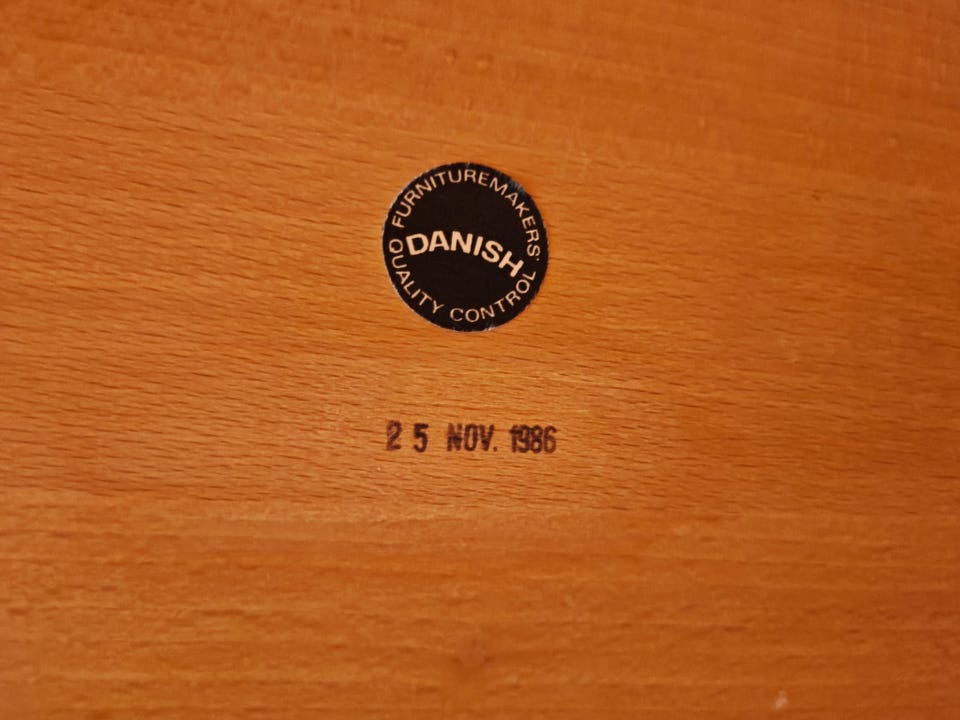 FURNITUREMAKERS'
DANISH
QUALITY CONTROL
25 NOV. 1986